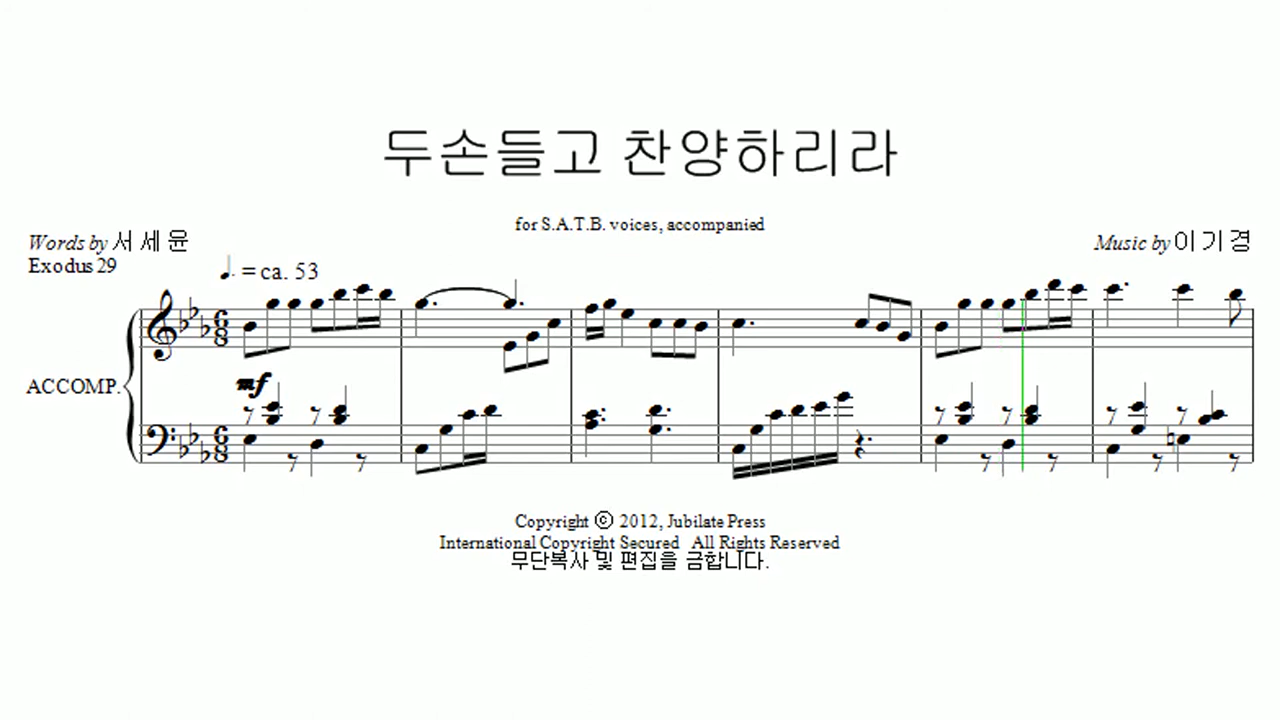 두손들고 찬양하리라
for S.A.T.B. voices, accompanied
Words by 서 세 윤
Music by 이 기 경
Exodus 29
♩. = ca. 53
ACCOMP.
mf
Copyright © 2012, Jubilate Press
International Copyright Secured All Rights Reserved
무단복사 및 편집을 금합니다.